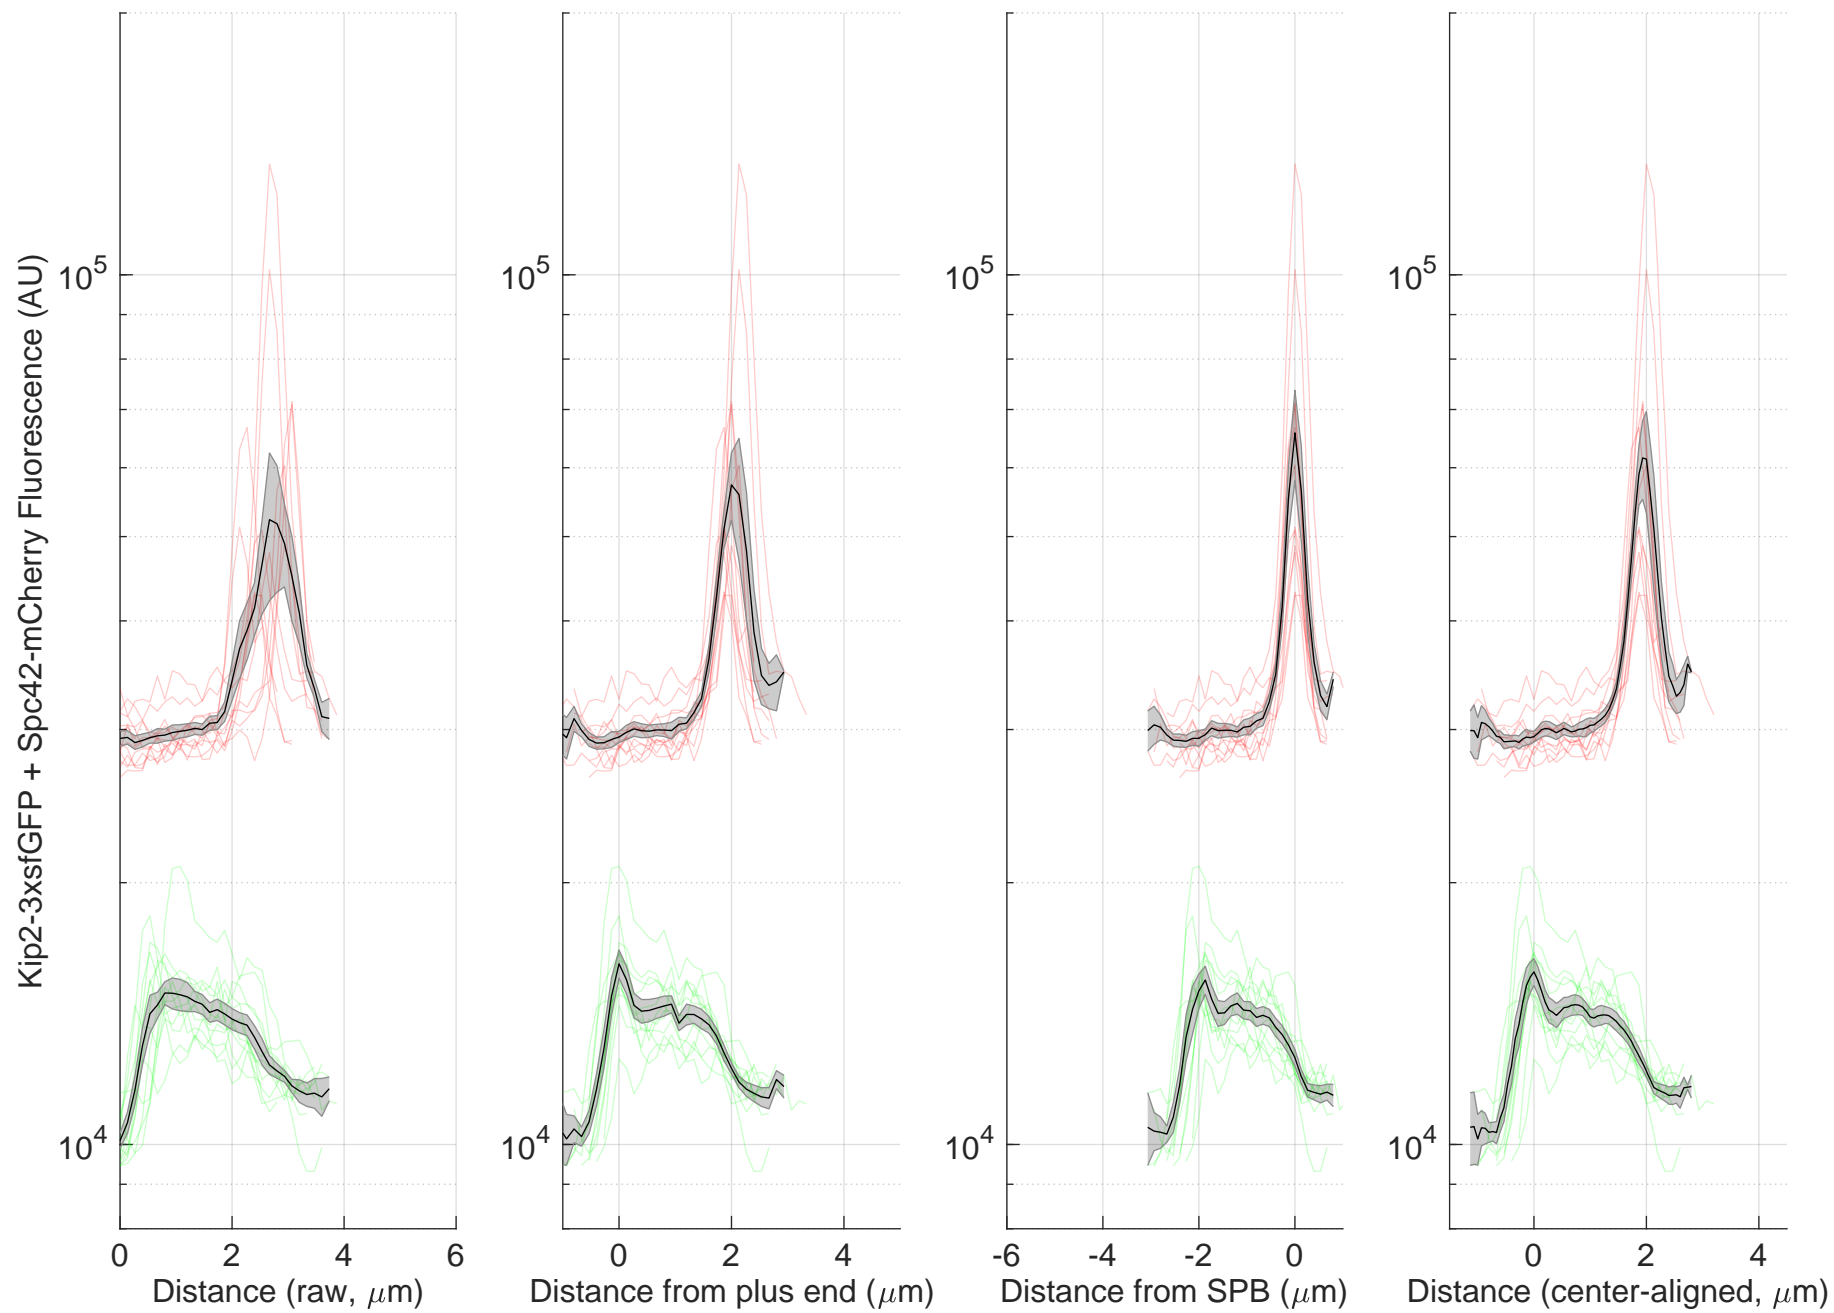 Kip2-3xsfGFP + Spc42-mCherry Fluorescence (AU)
10^5
10^4
0 2 4 6
Distance (raw, μm)
10^5
10^4
0 2 4
Distance from plus end (μm)
10^5
10^4
-6 -4 -2 0
Distance from SPB (μm)
10^5
10^4
0 2 4
Distance (center-aligned, μm)